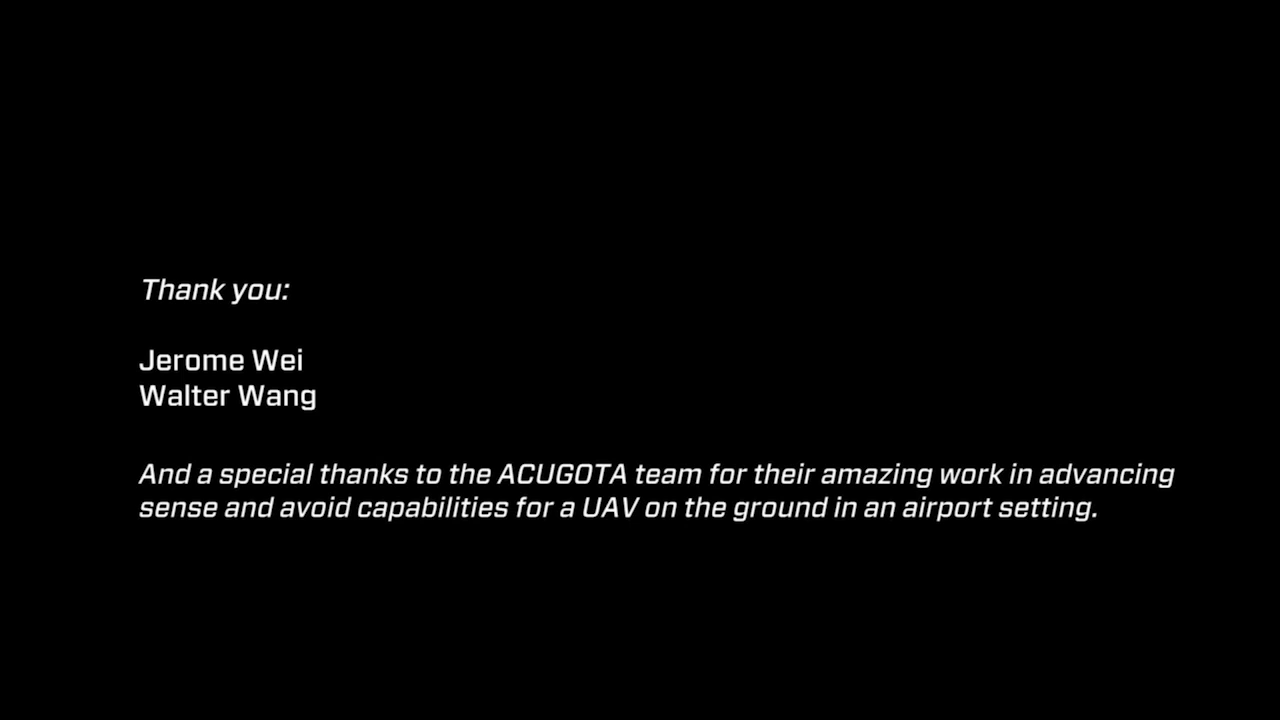 Thank you:
Jerome Wei
Walter Wang
And a special thanks to the ACUGOTA team for their amazing work in advancing
sense and avoid capabilities for a UAV on the ground in an airport setting.